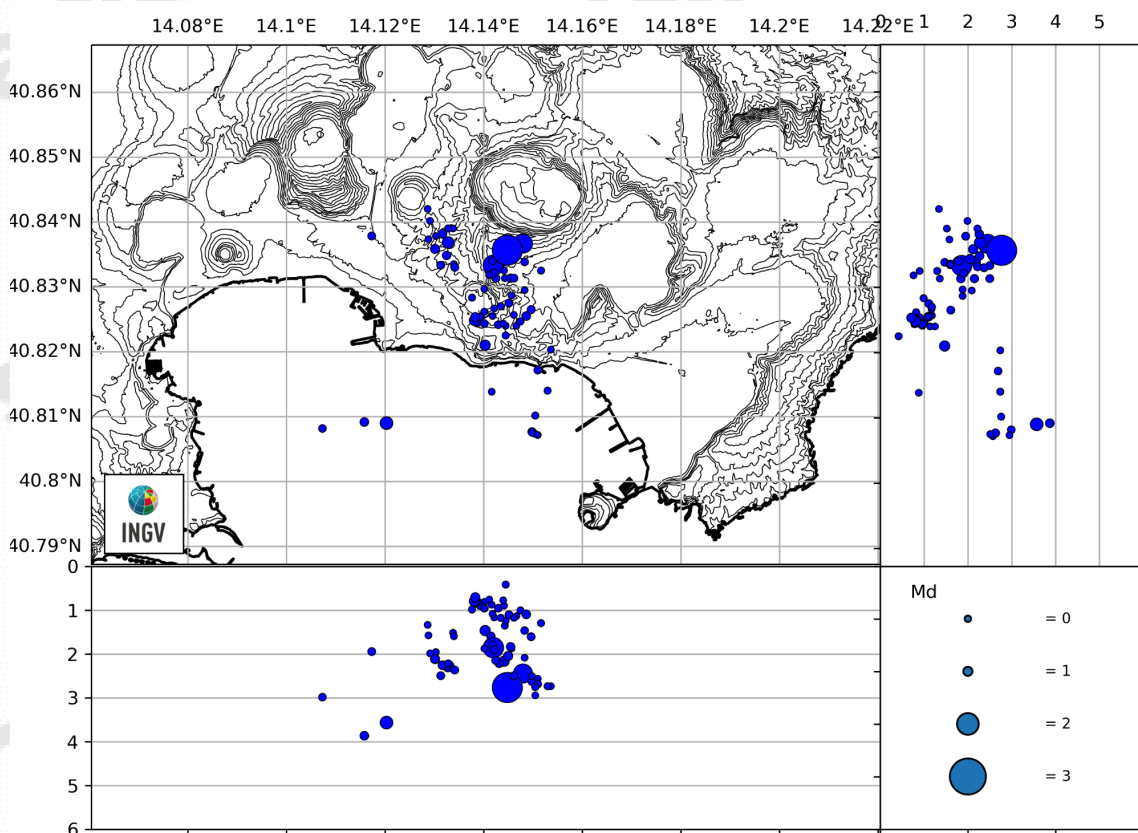 14.08°E 14.1°E 14.12°E 14.14°E 14.16°E 14.18°E 14.2°E 14.22°E
0 1 2 3 4 5
40.86°N
40.85°N
40.84°N
40.83°N
40.82°N
40.81°N
40.8°N
40.79°N
INGV
0
1
2
3
4
5
6
Md
= 0
= 1
= 2
= 3